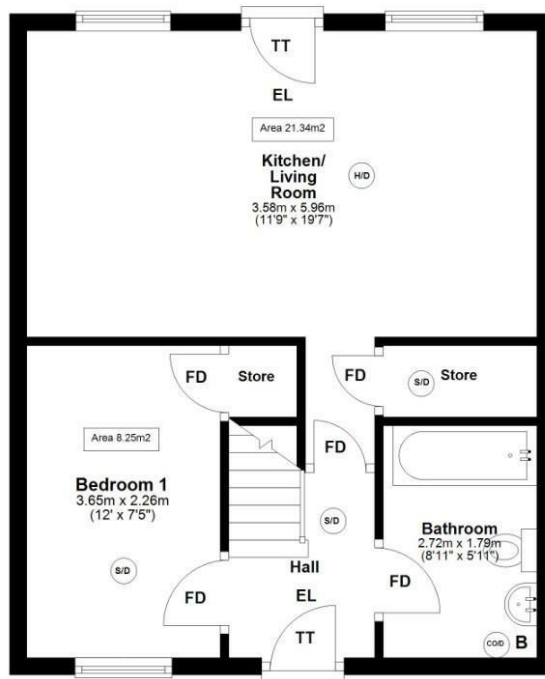 TT
EL
Area 21.34m2
Kitchen/
Living
Room
3.58m x 5.96m
(11'9" x 19'7")
H/D
FD
Store
FD
S/D
Store
Area 8.25m2
FD
Bedroom 1
3.65m x 2.26m
(12' x 7'5")
S/D
Bathroom
2.72m x 1.79m
(8'11" x 5'11")
S/D
Hall
FD
EL
FD
TT
CO/D
B